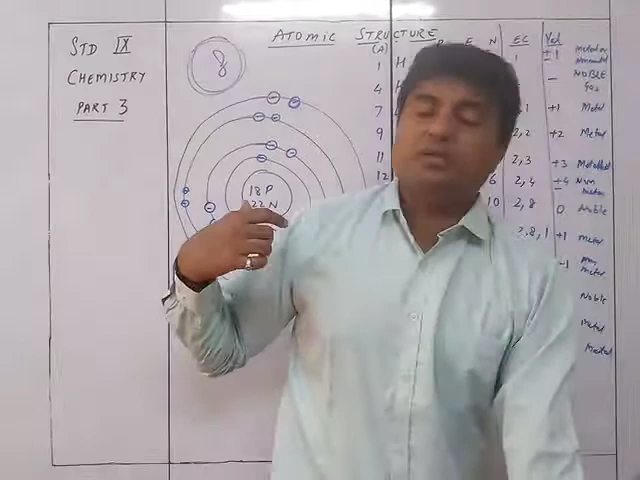 STD IX
CHEMISTRY
PART 3
8
18 P
22 N
ATOMIC STRUCTURE
(A) P E N EC Val Metal or Nonmetal
1 H 1 ±1
4 H — NOBLE gas
7 1 +1 Metal
9 2,2 +2 Metal
11 2,3 +3 Metalloid
12 6 2,4 ±4 Non metal
10 2,8 0 Noble
2,8,1 +1 Metal
-1 metal
Noble
Metal